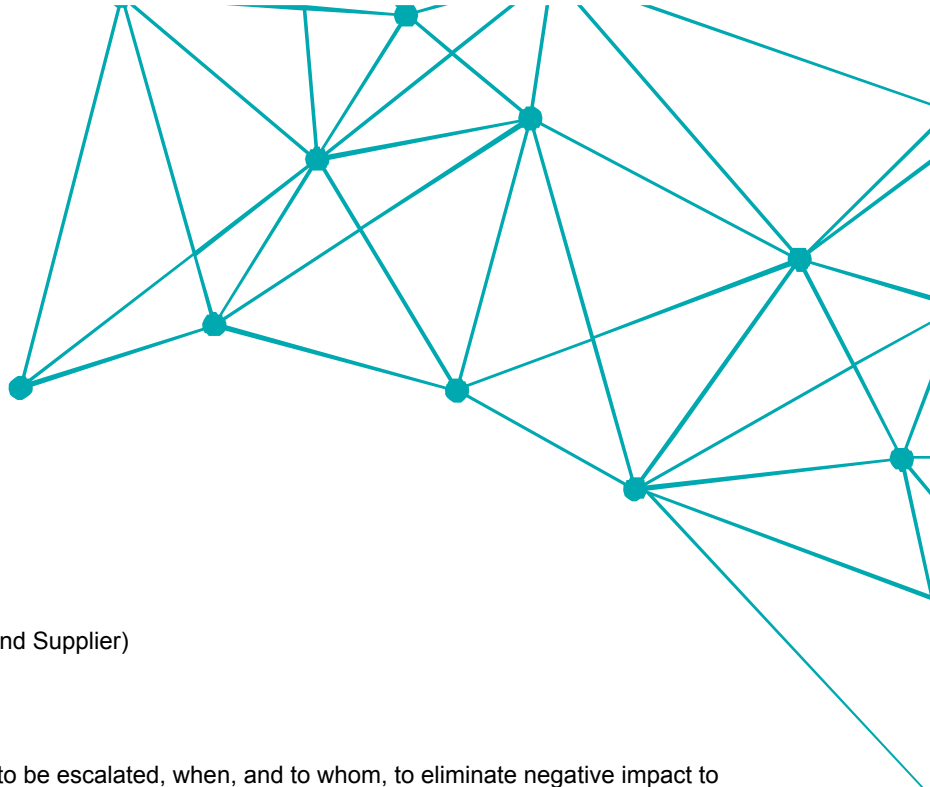 nd Supplier)
to be escalated, when, and to whom, to eliminate negative impact to